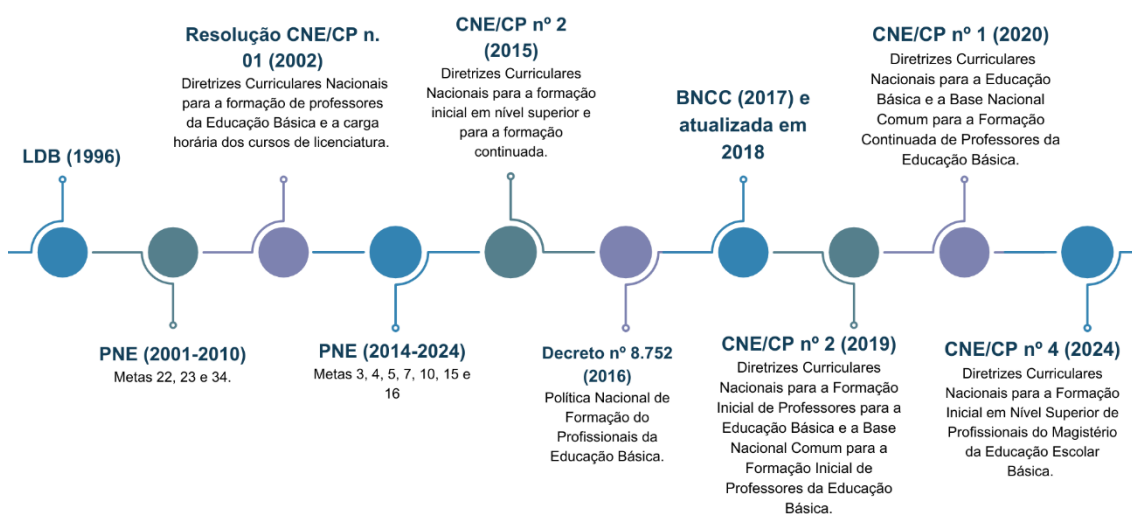 LDB (1996)
PNE (2001-2010)
Metas 22, 23 e 34.
Resolução CNE/CP n.
01 (2002)
Diretrizes Curriculares Nacionais
para a formação de professores
da Educação Básica e a carga
horária dos cursos de licenciatura.
PNE (2014-2024)
Metas 3, 4, 5, 7, 10, 15 e
16
CNE/CP nº 2
(2015)
Diretrizes Curriculares
Nacionais para a formação
inicial em nível superior e
para a formação
continuada.
Decreto nº 8.752
(2016)
Política Nacional de
Formação do
Profissionais da
Educação Básica.
BNCC (2017) e
atualizada em
2018
CNE/CP nº 2 (2019)
Diretrizes Curriculares
Nacionais para a Formação
Inicial de Professores para a
Educação Básica e a Base
Nacional Comum para a
Formação Inicial de
Professores da Educação
Básica.
CNE/CP nº 1 (2020)
Diretrizes Curriculares
Nacionais para a Educação
Básica e a Base Nacional
Comum para a Formação
Continuada de Professores da
Educação Básica.
CNE/CP nº 4 (2024)
Diretrizes Curriculares
Nacionais para a Formação
Inicial em Nível Superior de
Profissionais do Magistério
da Educação Escolar
Básica.